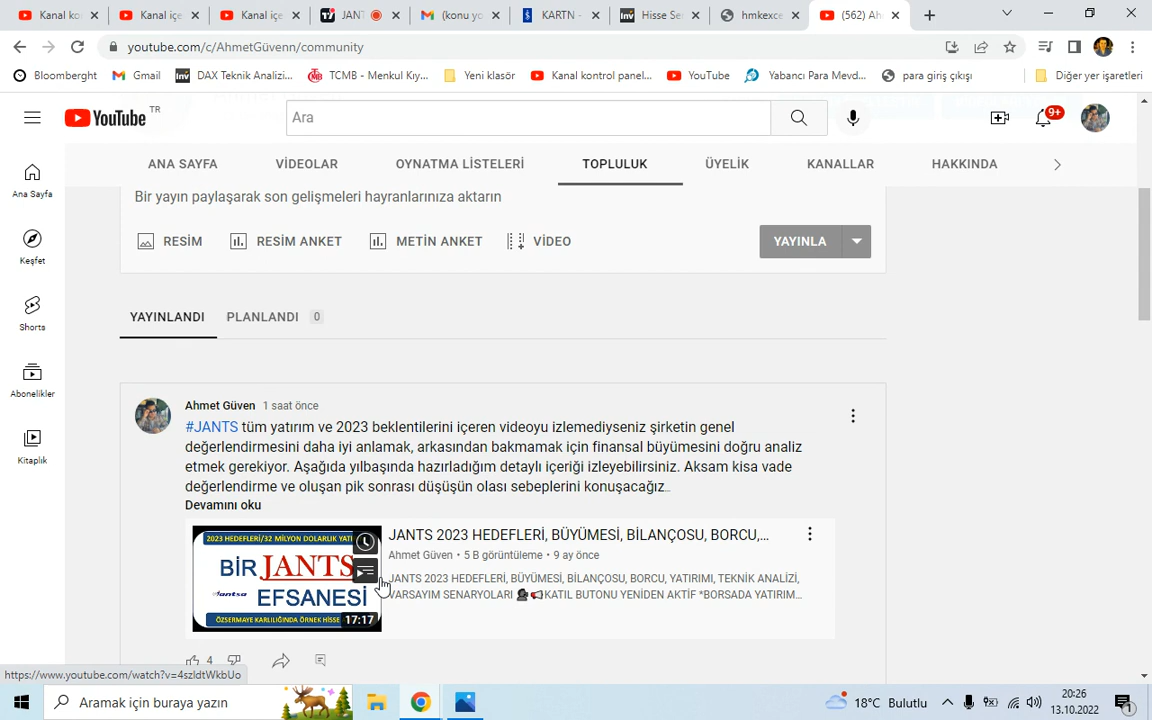 Kanal ko
Kanal içe
Kanal içe
JANT
(konu yo
KARTN -
Hisse Se
hmkexce
(562) Ah
youtube.com/c/AhmetGüvenn/community
Bloomberght
Gmail
DAX Teknik Analizi...
TCMB - Menkul Kıy...
Yeni klasör
Kanal kontrol panel...
YouTube
Yabancı Para Mevd...
para giriş çıkışı
Diğer yer işaretleri
YouTube TR
Ara
9+
ANA SAYFA
VİDEOLAR
OYNATMA LİSTELERİ
TOPLULUK
ÜYELİK
KANALLAR
HAKKINDA
Ana Sayfa
Keşfet
Shorts
Abonelikler
Kitaplık
Bir yayın paylaşarak son gelişmeleri hayranlarınıza aktarın
RESİM
RESİM ANKET
METİN ANKET
VİDEO
YAYINLA
YAYINLANDI
PLANLANDI 0
Ahmet Güven 1 saat önce
#JANTS tüm yatırım ve 2023 beklentilerini içeren videoyu izlemediyseniz şirketin genel
değerlendirmesini daha iyi anlamak, arkasından bakmamak için finansal büyümesini doğru analiz
etmek gerekiyor. Aşağıda yılbaşında hazırladığım detaylı içeriği izleyebilirsiniz. Aksam kisa vade
değerlendirme ve oluşan pik sonrası düşüşün olası sebeplerini konuşacağız..
Devamını oku
2023 HEDEFLERİ/32 MİLYON DOLARLIK YATI
BİR JANTS
Jantsa
EFSANESİ
ÖZSERMAYE KARLILIĞINDA ÖRNEK HİSSE
17:17
JANTS 2023 HEDEFLERİ, BÜYÜMESİ, BİLANÇOSU, BORCU,...
Ahmet Güven • 5 B görüntüleme • 9 ay önce
JANTS 2023 HEDEFLERİ, BÜYÜMESİ, BİLANÇOSU, BORCU, YATIRIMI, TEKNİK ANALİZİ,
VARSAYIM SENARYOLARI KATIL BUTONU YENİDEN AKTİF *BORSADA YATIRIM...
4
https://www.youtube.com/watch?v=4szldtWkbUo
Aramak için buraya yazın
18°C Bulutlu
20:26
13.10.2022
1